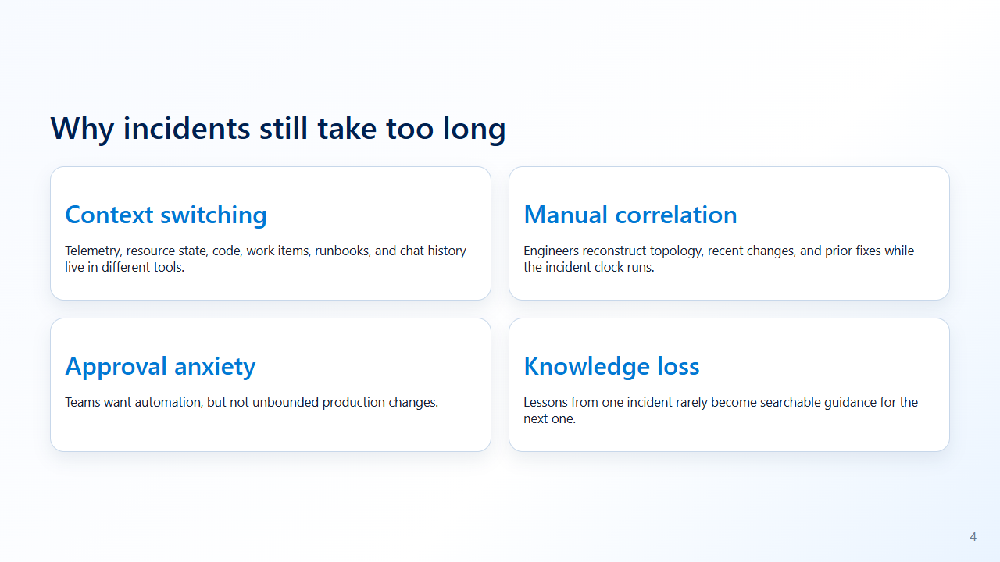 Why incidents still take too long
Context switching
Telemetry, resource state, code, work items, runbooks, and chat history
live in different tools.
Manual correlation
Engineers reconstruct topology, recent changes, and prior fixes while
the incident clock runs.
Approval anxiety
Teams want automation, but not unbounded production changes.
Knowledge loss
Lessons from one incident rarely become searchable guidance for the
next one.
4